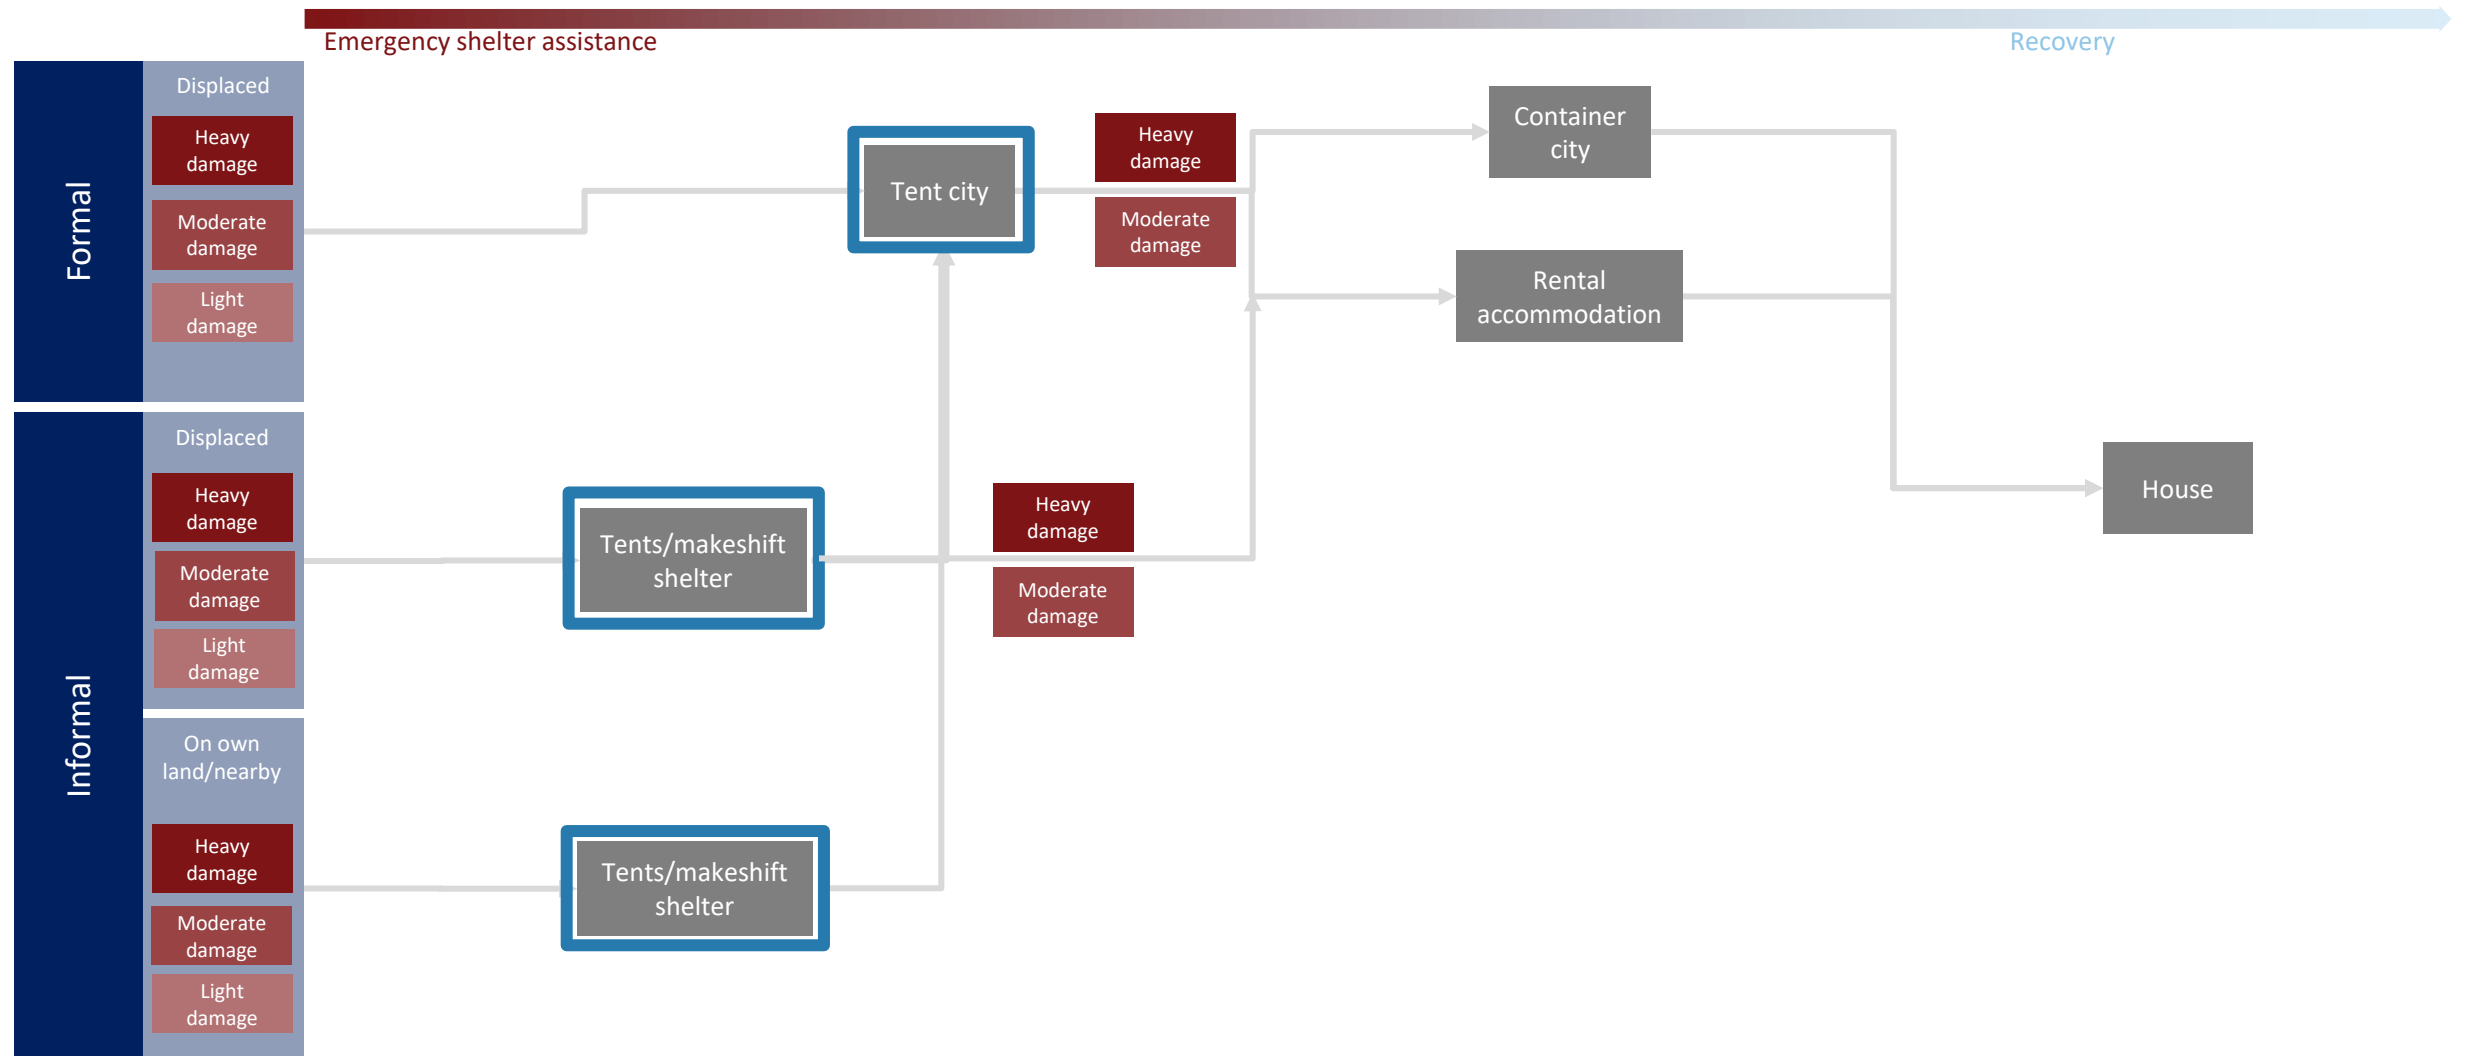 Emergency shelter assistance
Recovery
Formal
Displaced
Heavy
damage
Moderate
damage
Light
damage
Tent city
Heavy
damage
Moderate
damage
Container
city
Rental
accommodation
House
Informal
Displaced
Heavy
damage
Moderate
damage
Light
damage
Tents/makeshift
shelter
Heavy
damage
Moderate
damage
On own
land/nearby
Heavy
damage
Moderate
damage
Light
damage
Tents/makeshift
shelter